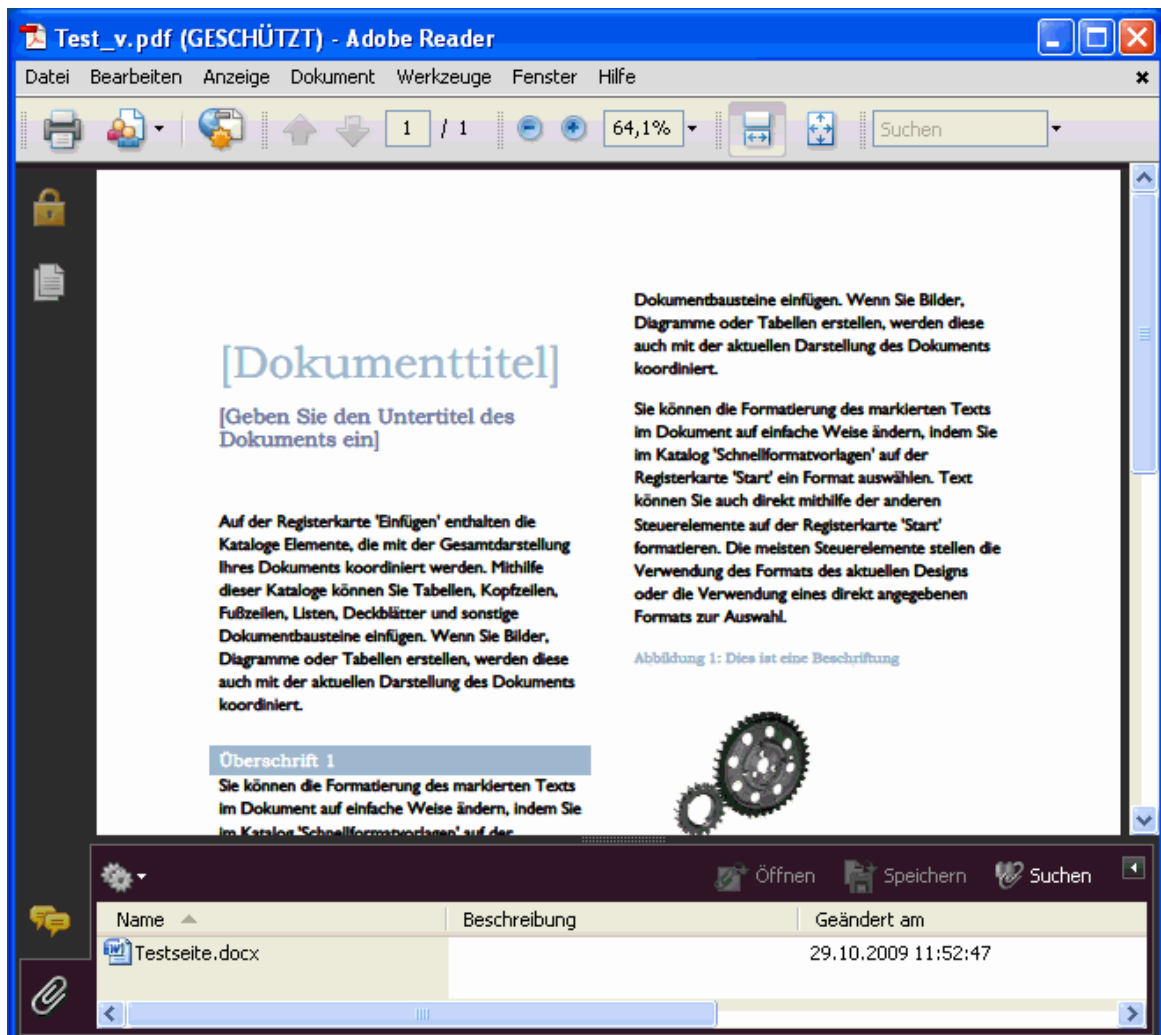 Test_v.pdf (GESCHÜTZT) - Adobe Reader
Datei Bearbeiten Anzeige Dokument Werkzeuge Fenster Hilfe
1 / 1 64,1% Suchen
[Dokumenttitel]
[Geben Sie den Untertitel des
Dokuments ein]
Auf der Registerkarte 'Einfügen' enthalten die
Kataloge Elemente, die mit der Gesamtdarstellung
Ihres Dokuments koordiniert werden. Mithilfe
dieser Kataloge können Sie Tabellen, Kopfzeilen,
Fußzeilen, Listen, Deckblätter und sonstige
Dokumentbausteine einfügen. Wenn Sie Bilder,
Diagramme oder Tabellen erstellen, werden diese
auch mit der aktuellen Darstellung des Dokuments
koordiniert.
Überschrift 1
Sie können die Formatierung des markierten Texts
im Dokument auf einfache Weise ändern, indem Sie
im Katalog 'Schnellformatvorlagen' auf der
Dokumentbausteine einfügen. Wenn Sie Bilder,
Diagramme oder Tabellen erstellen, werden diese
auch mit der aktuellen Darstellung des Dokuments
koordiniert.
Sie können die Formatierung des markierten Texts
im Dokument auf einfache Weise ändern, indem Sie
im Katalog 'Schnellformatvorlagen' auf der
Registerkarte 'Start' ein Format auswählen. Text
können Sie auch direkt mithilfe der anderen
Steuerelemente auf der Registerkarte 'Start'
formatieren. Die meisten Steuerelemente stellen die
Verwendung des Formats des aktuellen Designs
oder die Verwendung eines direkt angegebenen
Formats zur Auswahl.
Abbildung 1: Dies ist eine Beschriftung
Öffnen Speichern Suchen
Name Beschreibung Geändert am
Testseite.docx 29.10.2009 11:52:47